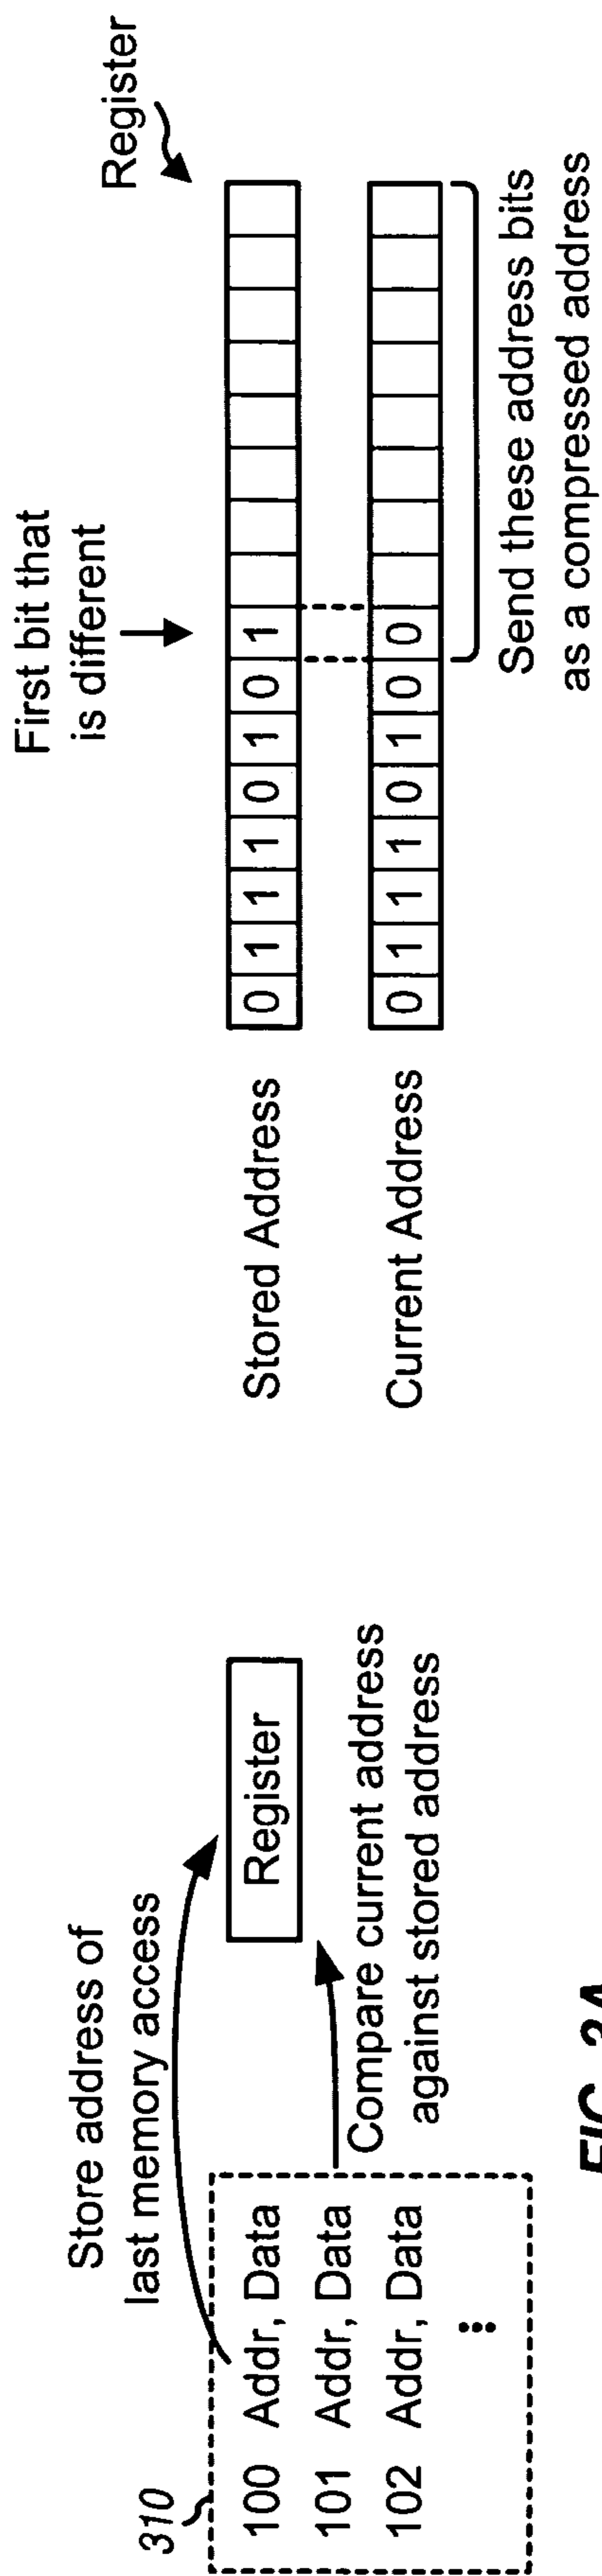 310
Store address of
last memory access
100 Addr, Data
101 Addr, Data
102 Addr, Data
Register
Compare current address
against stored address
First bit that
is different
Register
Stored Address
0 1 1 1 0 1 0 1
Current Address
0 1 1 1 0 1 0 0
Send these address bits
as a compressed address
FIG.